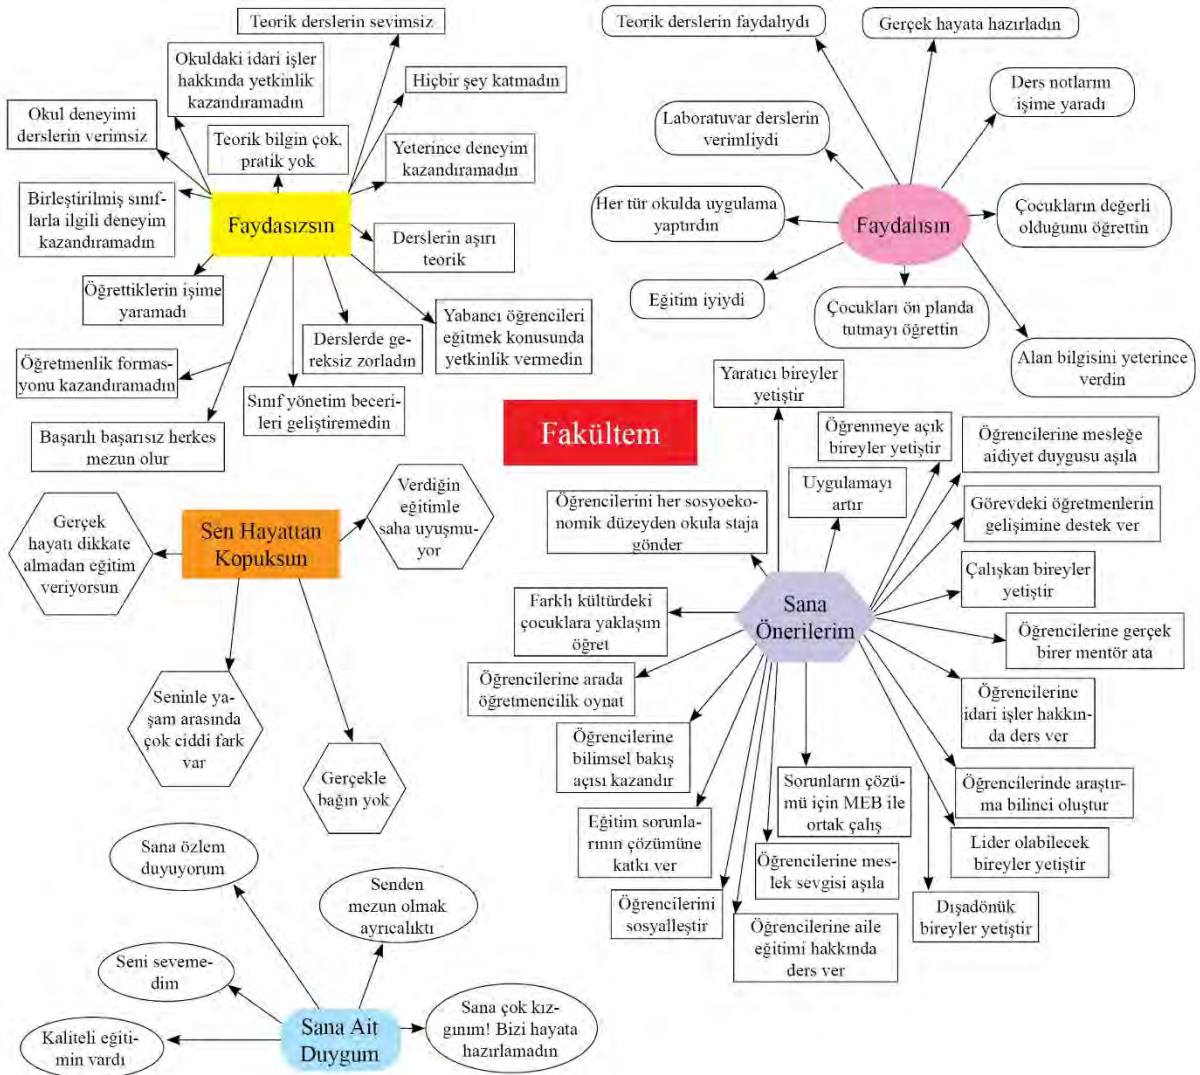 Teorik derslerin sevimsiz
Okuldaki idari işler
hakkında yetkinlik
kazandıramadın
Hiçbir şey katmadın
Okul deneyimi
derslerin verimsiz
Teorik bilgin çok,
pratik yok
Yeterince deneyim
kazandıramadın
Birleştirilmiş sınıf-
larla ilgili deneyim
kazandıramadın
Faydasızsın
Derslerin aşırı
teorik
Öğrettiklerin işime
yaramadı
Derslerde ge-
reksiz zorladın
Yabancı öğrencileri
eğitmek konusunda
yetkinlik vermedin
Öğretmenlik formas-
yonu kazandıramadın
Sınıf yönetim beceri-
leri geliştiremedin
Başarılı başarısız herkes
mezun olur
Teorik derslerin faydalıydı
Gerçek hayata hazırladın
Ders notlarım
işime yaradı
Laboratuvar derslerin
verimliydi
Her tür okulda uygulama
yaptırdın
Faydalısın
Çocukların değerli
olduğunu öğrettin
Eğitim iyiydi
Çocukları ön planda
tutmayı öğrettin
Alan bilgisini yeterince
verdin
Fakültem
Gerçek
hayatı dikkate
almadan eğitim
veriyorsun
Sen Hayattan
Kopuksun
Verdiğin
eğitimle
saha uyuşmu-
yor
Seninle ya-
şam arasında
çok ciddi fark
var
Gerçekle
bağın yok
Yaratıcı bireyler
yetiştir
Öğrenmeye açık
bireyler yetiştir
Öğrencilerine mesleğe
aidiyet duygusu aşıla
Öğrencilerini her sosyoeko-
nomik düzeyden okula staja
gönder
Uygulamayı
artır
Görevdeki öğretmenlerin
gelişimine destek ver
Sana
Önerilerim
Çalışkan bireyler
yetiştir
Farklı kültürdeki
çocuklara yaklaşım
öğret
Öğrencilerine gerçek
birer mentör ata
Öğrencilerine arada
öğretmencilik oynat
Öğrencilerine
idari işler hakkın-
da ders ver
Öğrencilerine
bilimsel bakış
açısı kazandır
Sorunların çözü-
mü için MEB ile
ortak çalış
Öğrencilerinde araştır-
ma bilinci oluştur
Eğitim sorunla-
rının çözümüne
katkı ver
Öğrencilerine mes-
lek sevgisi aşıla
Lider olabilecek
bireyler yetiştir
Öğrencilerini
sosyalleştir
Öğrencilerine aile
eğitimi hakkında
ders ver
Dışadönük
bireyler yetiştir
Sana özlem
duyuyorum
Senden
mezun olmak
ayrıcalıktı
Seni seveme-
dim
Kaliteli eğiti-
min vardı
Sana Ait
Duygum
Sana çok kız-
gınım! Bizi hayata
hazırlamadın